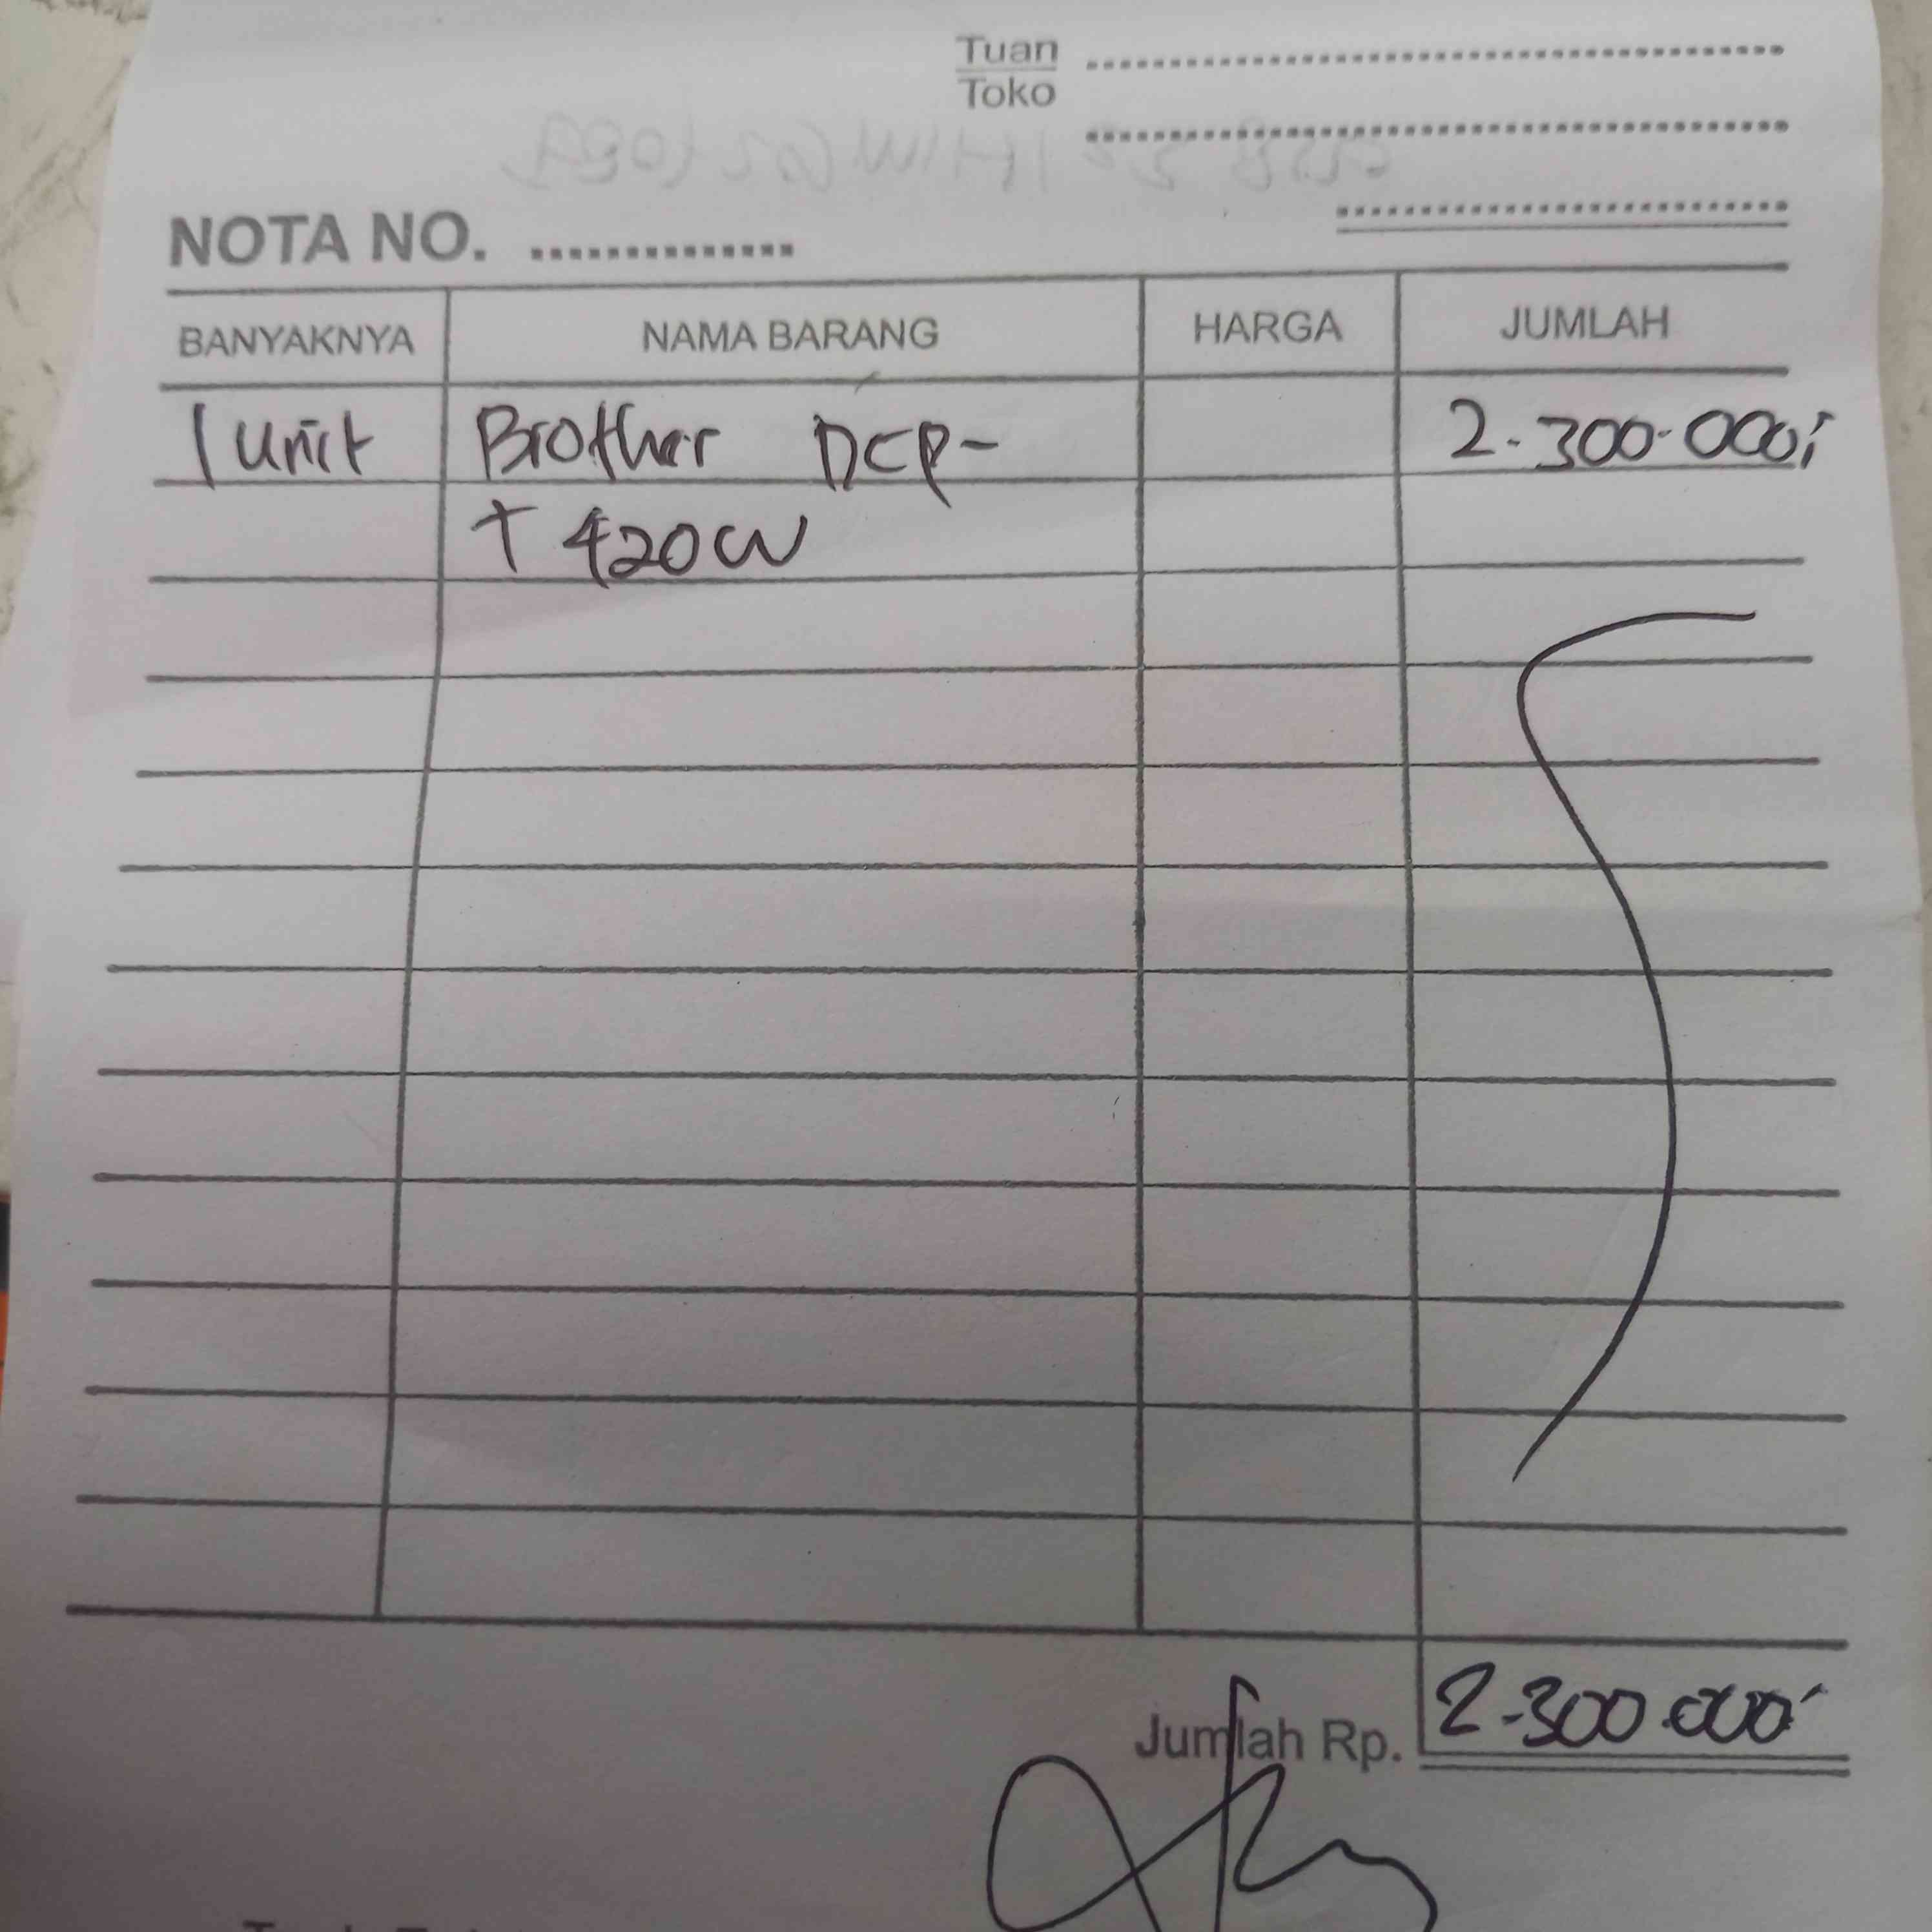 Tuan
Toko
NOTA NO. ..............
BANYAKNYA NAMA BARANG HARGA JUMLAH
1 Unit Brother DCP- 2.300.000,-
T 420W
Jumlah Rp. 2.300.000,-